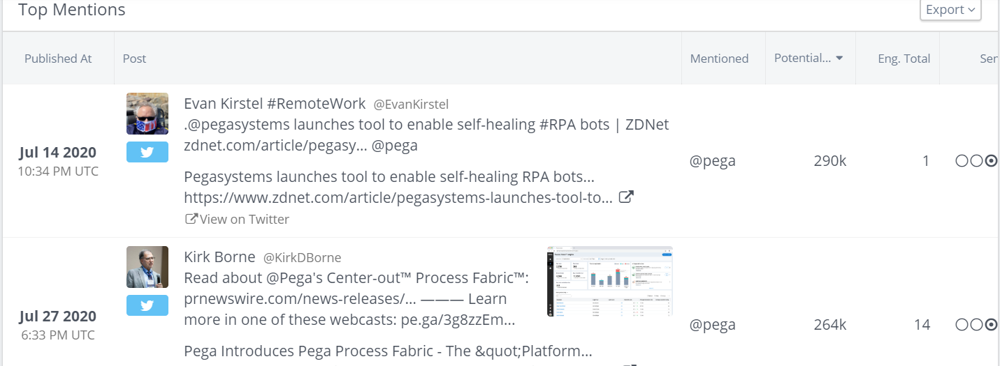 Top Mentions
Export
Published At
Post
Mentioned
Potential...
Eng. Total
Sen
Jul 14 2020
10:34 PM UTC
Evan Kirstel #RemoteWork @EvanKirstel
.@pegasystems launches tool to enable self-healing #RPA bots | ZDNet
zdnet.com/article/pegasy... @pega
Pegasystems launches tool to enable self-healing RPA bots...
https://www.zdnet.com/article/pegasystems-launches-tool-to...
View on Twitter
@pega
290k
1
Jul 27 2020
6:33 PM UTC
Kirk Borne @KirkDBorne
Read about @Pega's Center-out™ Process Fabric™:
prnewswire.com/news-releases/... ——— Learn
more in one of these webcasts: pe.ga/3g8zzEm...
Pega Introduces Pega Process Fabric - The &quot;Platform...
@pega
264k
14